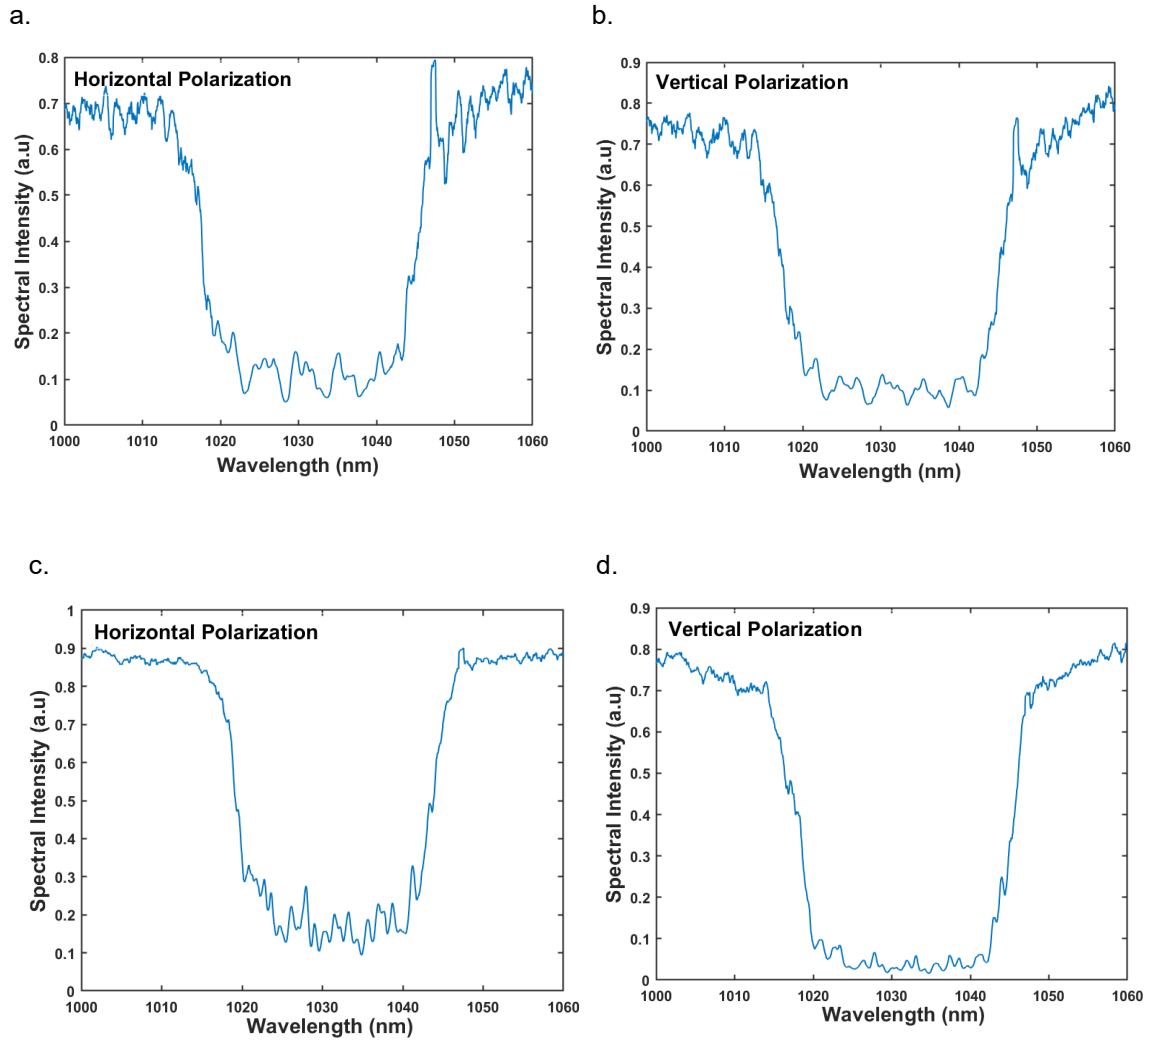 a.
b.
Horizontal Polarization
Vertical Polarization
Spectral Intensity (a.u)
0.8
0.7
0.6
0.5
0.4
0.3
0.2
0.1
0
1000 1010 1020 1030 1040 1050 1060
Wavelength (nm)
Spectral Intensity (a.u)
0.9
0.8
0.7
0.6
0.5
0.4
0.3
0.2
0.1
0
1000 1010 1020 1030 1040 1050 1060
Wavelength (nm)
c.
d.
Horizontal Polarization
Vertical Polarization
Spectral Intensity (a.u)
1
0.9
0.8
0.7
0.6
0.5
0.4
0.3
0.2
0.1
0
1000 1010 1020 1030 1040 1050 1060
Wavelength (nm)
Spectral Intensity (a.u)
0.9
0.8
0.7
0.6
0.5
0.4
0.3
0.2
0.1
0
1000 1010 1020 1030 1040 1050 1060
Wavelength (nm)